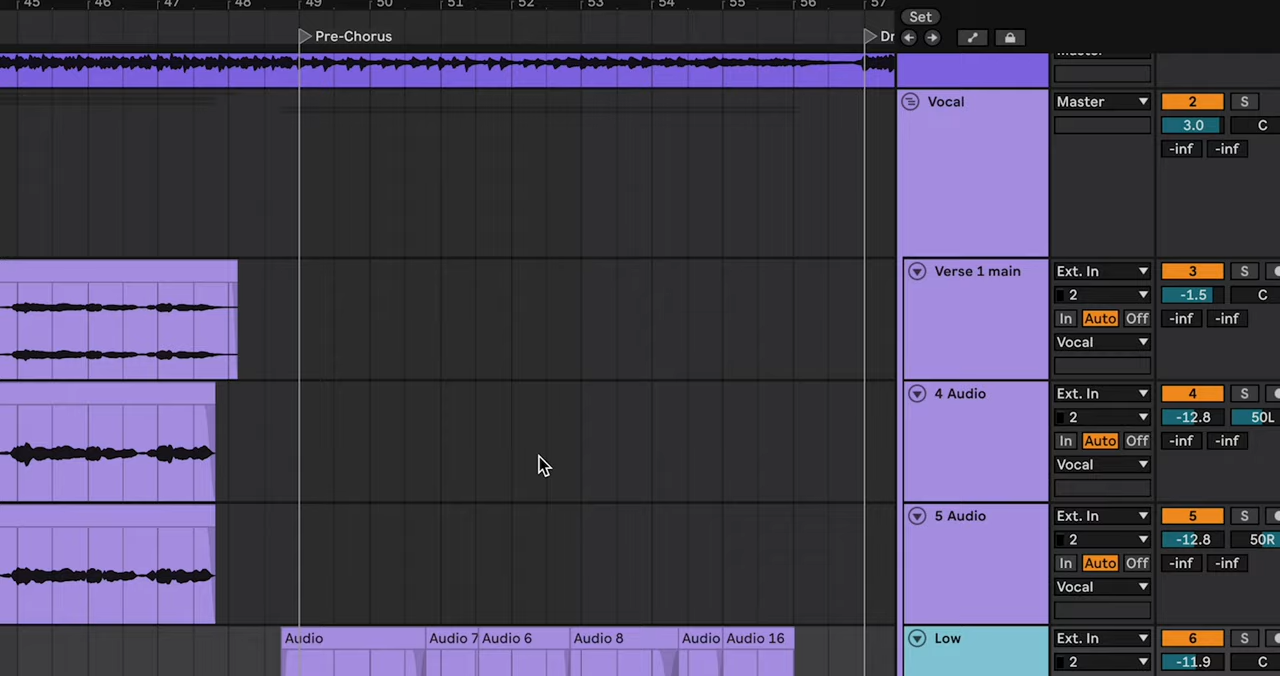 45 46 47 48 49 50 51 52 53 54 55 56 57
Set
Pre-Chorus
Master
Vocal Master 2 S
3.0 C
-inf -inf
Verse 1 main Ext. In 3 S
2 -1.5 C
In Auto Off -inf -inf
Vocal
4 Audio Ext. In 4 S
2 -12.8 50L
In Auto Off -inf -inf
Vocal
5 Audio Ext. In 5 S
2 -12.8 50R
In Auto Off -inf -inf
Vocal
Audio Audio 7 Audio 6 Audio 8 Audio Audio 16 Low Ext. In 6 S
2 -11.9 C